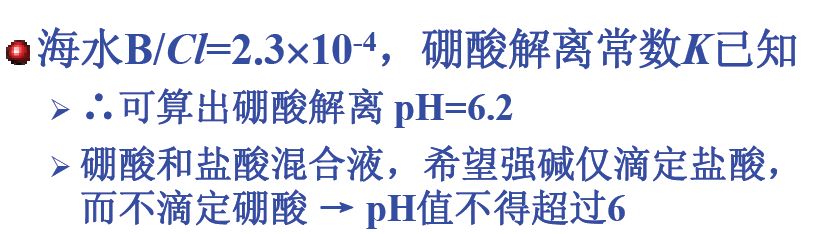 海水B/Cl=2.3×10-4，硼酸解离常数K已知
∴可算出硼酸解离 pH=6.2
硼酸和盐酸混合液，希望强碱仅滴定盐酸，
而不滴定硼酸 → pH值不得超过6